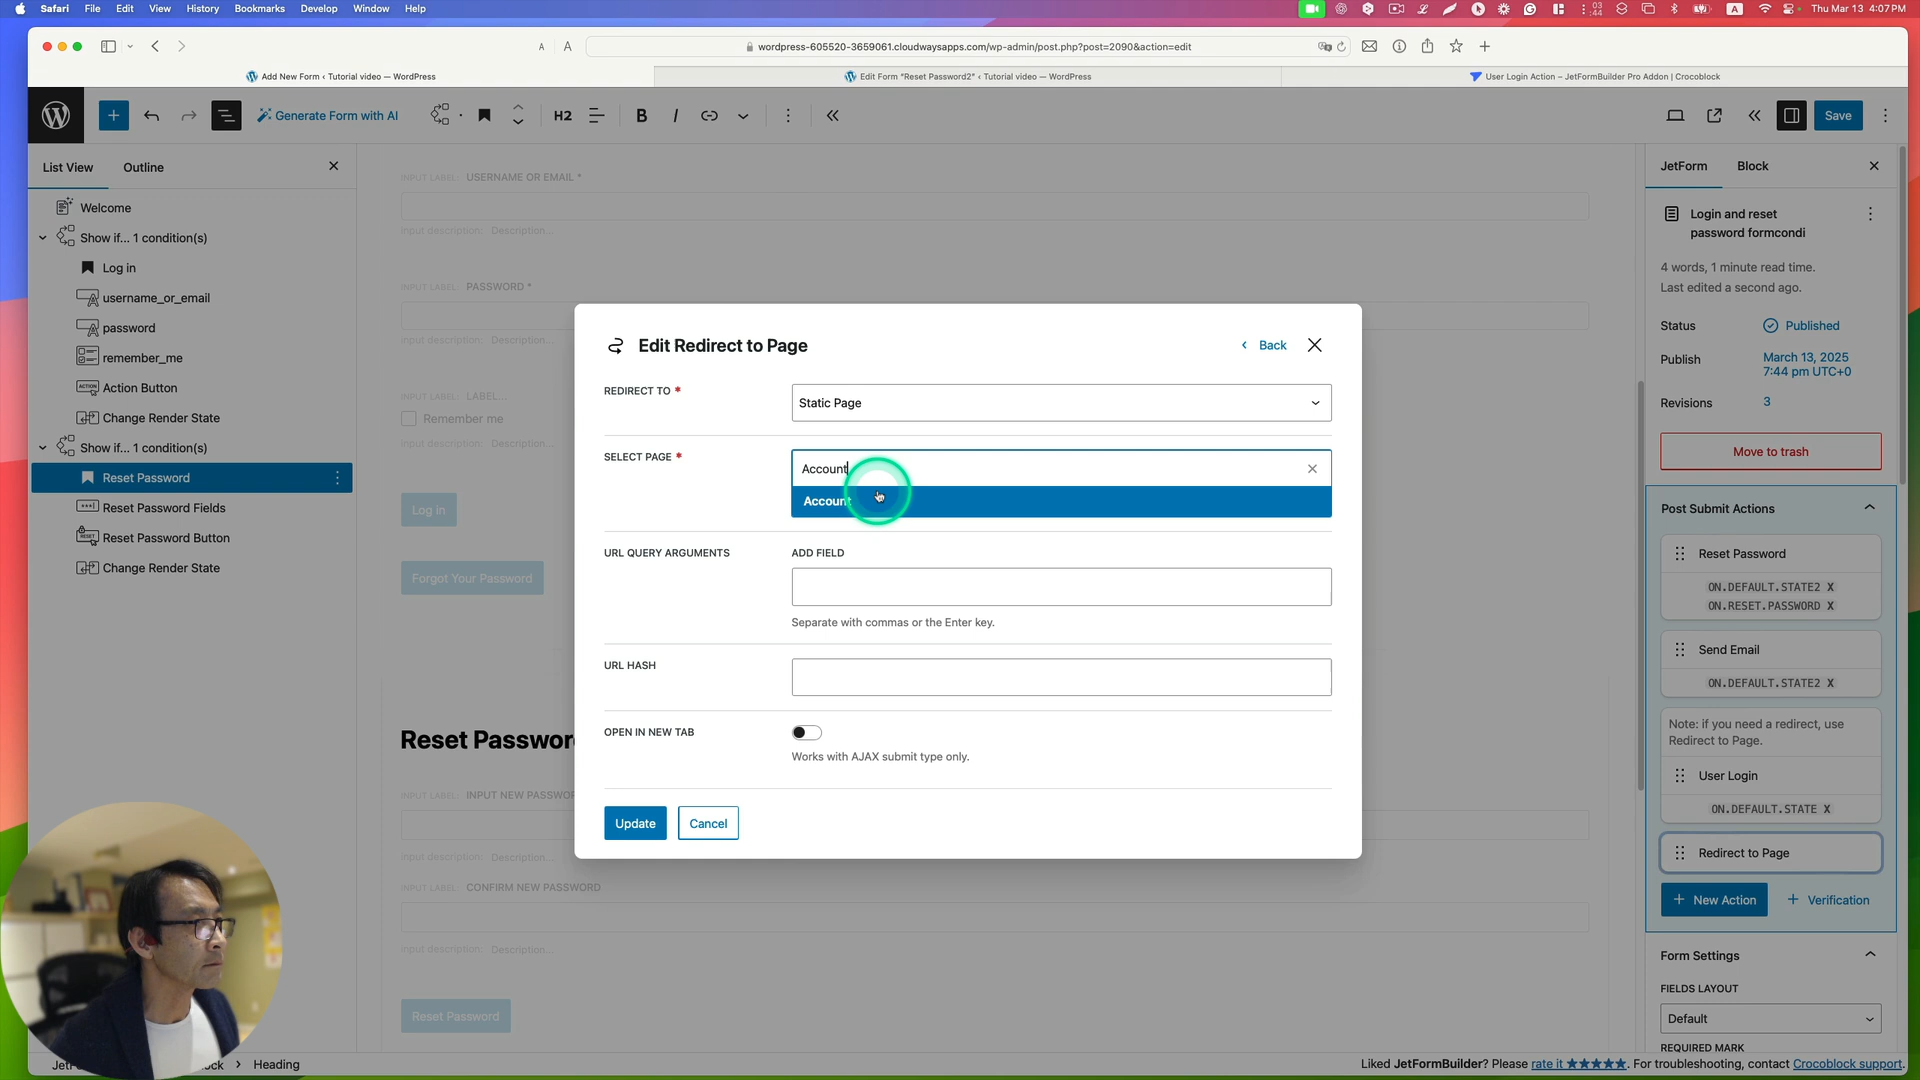 Safari File Edit View History Bookmarks Develop Window Help
03
44
A
Thu Mar 13 4:07 PM
A A
wordpress-605520-3659061.cloudwaysapps.com/wp-admin/post.php?post=2090&action=edit
Add New Form ‹ Tutorial video — WordPress
Edit Form “Reset Password2” ‹ Tutorial video — WordPress
User Login Action – JetFormBuilder Pro Addon | Crocoblock
Generate Form with AI
H2
B I
Save
List View Outline
Welcome
Show if... 1 condition(s)
Log in
username_or_email
password
remember_me
Action Button
Change Render State
Show if... 1 condition(s)
Reset Password
Reset Password Fields
Reset Password Button
Change Render State
INPUT LABEL: USERNAME OR EMAIL *
Input description: Description...
INPUT LABEL: PASSWORD *
Input description: Description...
INPUT LABEL: LABEL...
Remember me
Input description: Description...
Log in
Forgot Your Password
Reset Passwor
INPUT LABEL: INPUT NEW PASSWO
Input description: Description...
INPUT LABEL: CONFIRM NEW PASSWORD
Input description: Description...
Reset Password
Edit Redirect to Page
Back
REDIRECT TO *
Static Page
SELECT PAGE *
Account
Account
URL QUERY ARGUMENTS
ADD FIELD
Separate with commas or the Enter key.
URL HASH
OPEN IN NEW TAB
Works with AJAX submit type only.
Update
Cancel
JetForm Block
Login and reset
password formcondi
4 words, 1 minute read time.
Last edited a second ago.
Status Published
Publish March 13, 2025
7:44 pm UTC+0
Revisions 3
Move to trash
Post Submit Actions
Reset Password
ON.DEFAULT.STATE2 X
ON.RESET.PASSWORD X
Send Email
ON.DEFAULT.STATE2 X
Note: if you need a redirect, use
Redirect to Page.
User Login
ON.DEFAULT.STATE X
Redirect to Page
+ New Action
+ Verification
Form Settings
FIELDS LAYOUT
Default
REQUIRED MARK
Heading
Liked JetFormBuilder? Please rate it ★★★★★. For troubleshooting, contact Crocoblock support.